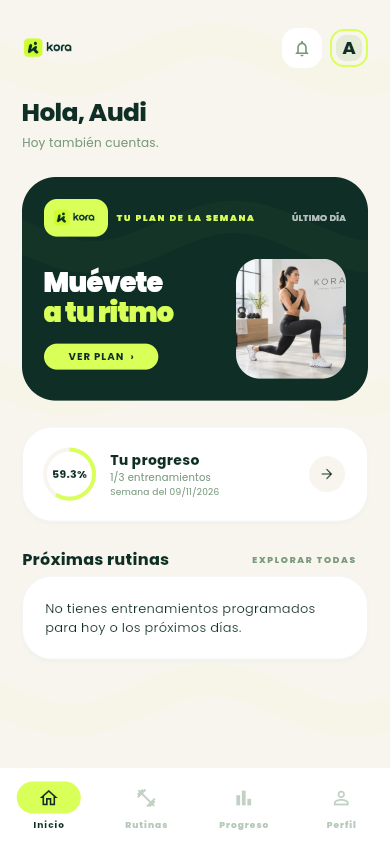 kora
A
Hola, Audi
Hoy también cuentas.
kora
TU PLAN DE LA SEMANA
ÚLTIMO DÍA
Muévete
a tu ritmo
KORA
VER PLAN ›
59.3%
Tu progreso
1/3 entrenamientos
Semana del 09/11/2026
Próximas rutinas
EXPLORAR TODAS
No tienes entrenamientos programados
para hoy o los próximos días.
Inicio
Rutinas
Progreso
Perfil